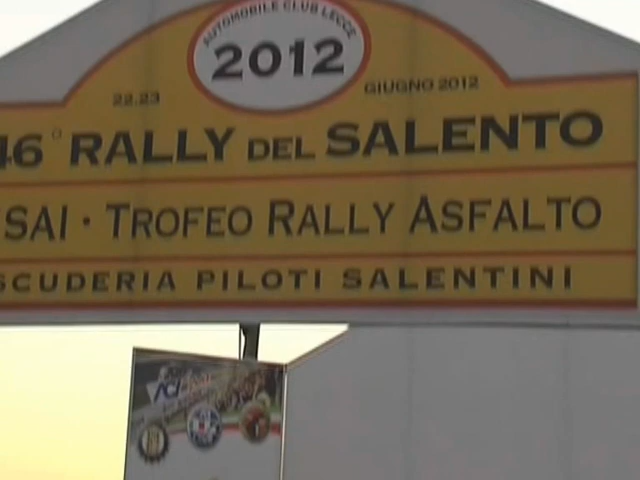 AUTOMOBILE CLUB LECCE
2012
22.23 GIUGNO 2012
46° RALLY DEL SALENTO
SAI · TROFEO RALLY ASFALTO
SCUDERIA PILOTI SALENTINI
ACI